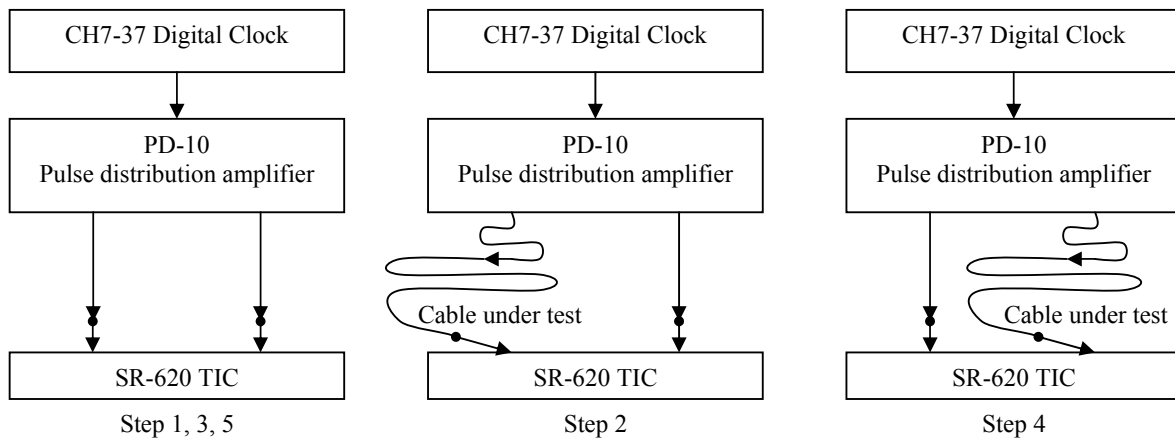 CH7-37 Digital Clock
PD-10
Pulse distribution amplifier
SR-620 TIC
Step 1, 3, 5
CH7-37 Digital Clock
PD-10
Pulse distribution amplifier
Cable under test
SR-620 TIC
Step 2
CH7-37 Digital Clock
PD-10
Pulse distribution amplifier
Cable under test
SR-620 TIC
Step 4